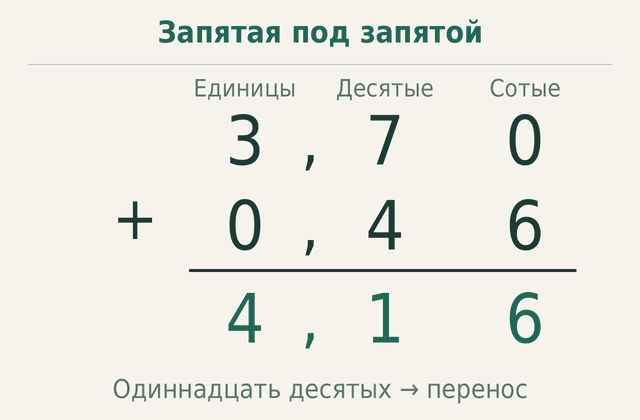 Запятая под запятой
Единицы Десятые Сотые
3 , 7 0
+ 0 , 4 6
4 , 1 6
Одиннадцать десятых → перенос